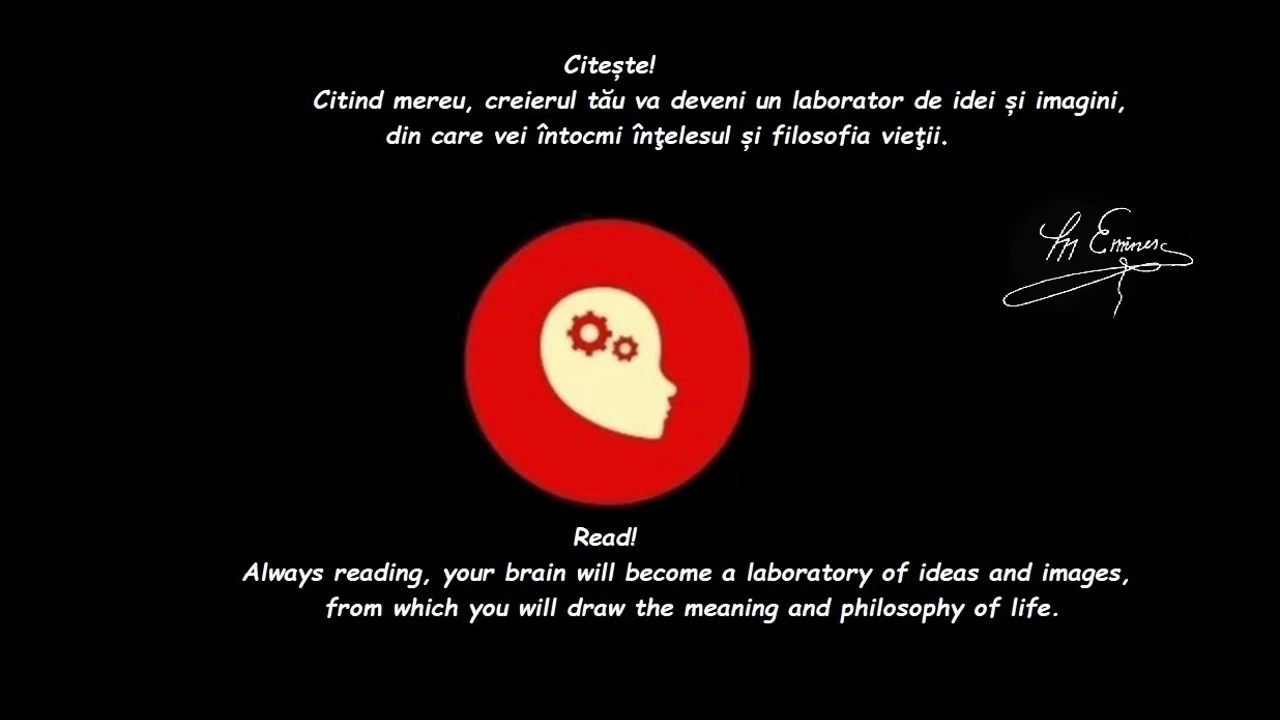 Citește!
Citind mereu, creierul tău va deveni un laborator de idei și imagini,
din care vei întocmi înţelesul și filosofia vieţii.
M Eminesc
Read!
Always reading, your brain will become a laboratory of ideas and images,
from which you will draw the meaning and philosophy of life.